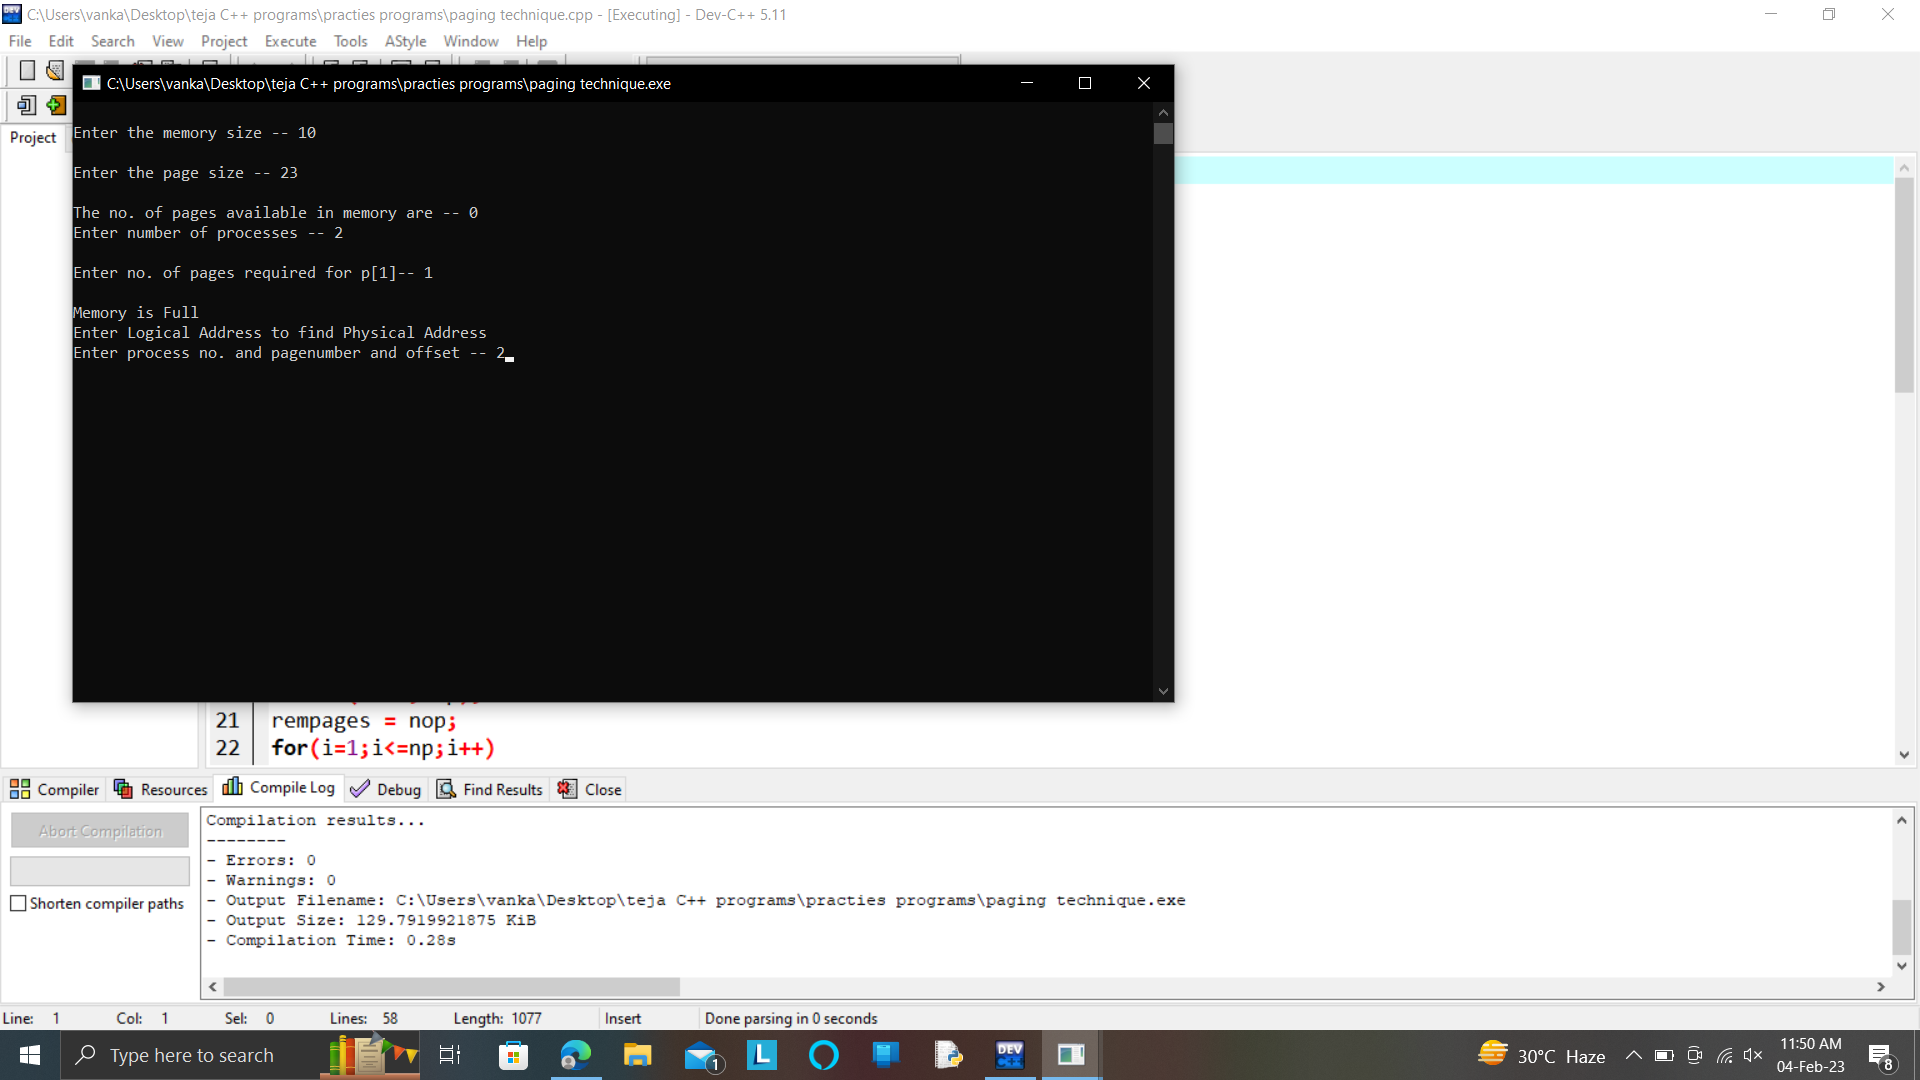 C:\Users\vanka\Desktop\teja C++ programs\practies programs\paging technique.cpp - [Executing] - Dev-C++ 5.11
File Edit Search View Project Execute Tools AStyle Window Help
C:\Users\vanka\Desktop\teja C++ programs\practies programs\paging technique.exe
Project
Enter the memory size -- 10
Enter the page size -- 23
The no. of pages available in memory are -- 0
Enter number of processes -- 2
Enter no. of pages required for p[1]-- 1
Memory is Full
Enter Logical Address to find Physical Address
Enter process no. and pagenumber and offset -- 2
21 rempages = nop;
22 for(i=1;i<=np;i++)
Compiler Resources Compile Log Debug Find Results Close
Abort Compilation
Shorten compiler paths
Compilation results...
--------
- Errors: 0
- Warnings: 0
- Output Filename: C:\Users\vanka\Desktop\teja C++ programs\practies programs\paging technique.exe
- Output Size: 129.7919921875 KiB
- Compilation Time: 0.28s
Line: 1 Col: 1 Sel: 0 Lines: 58 Length: 1077 Insert Done parsing in 0 seconds
Type here to search
1
L
DEV
30°C Haze
11:50 AM
04-Feb-23
8